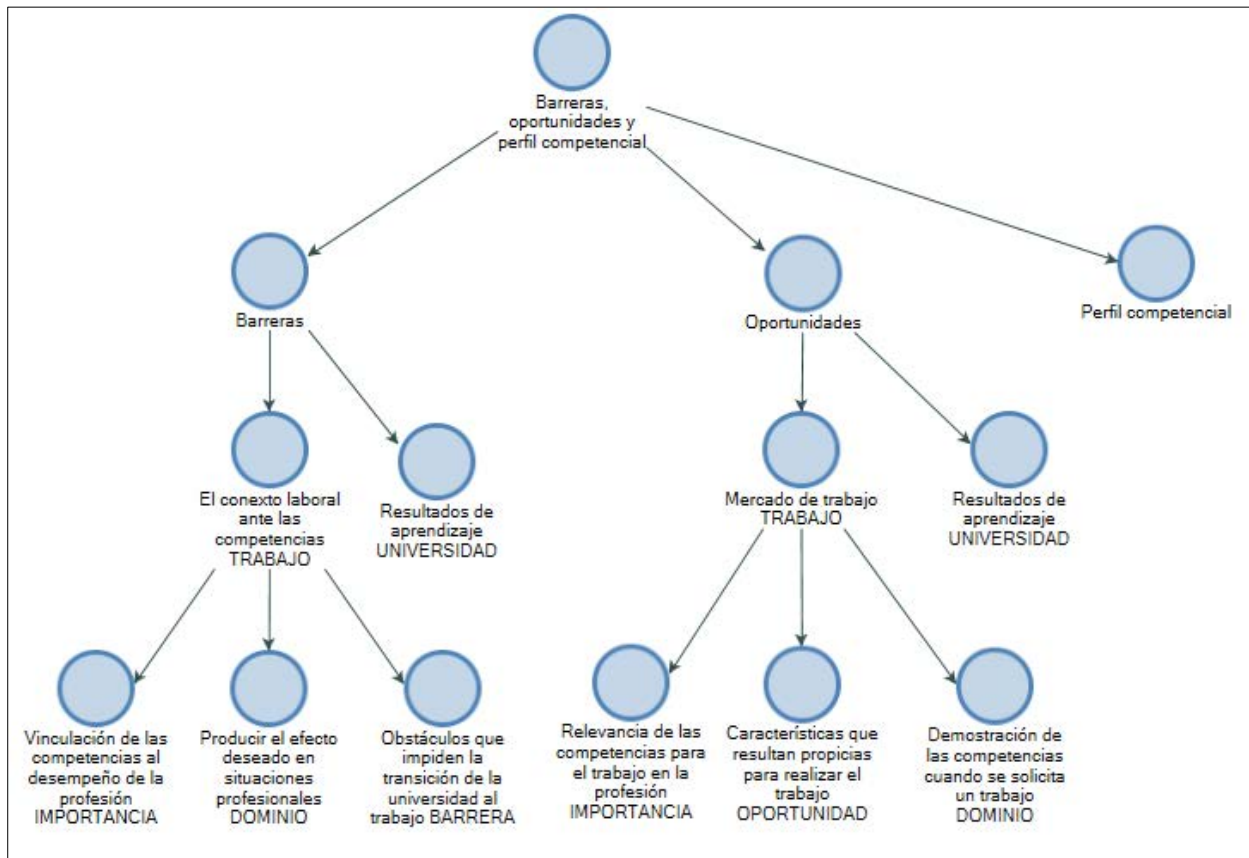 Barreras,
oportunidades y
perfil competencial
Barreras
Oportunidades
Perfil competencial
El conexto laboral
ante las
competencias
TRABAJO
Resultados de
aprendizaje
UNIVERSIDAD
Mercado de trabajo
TRABAJO
Resultados de
aprendizaje
UNIVERSIDAD
Vinculación de las
competencias al
desempeño de la
profesión
IMPORTANCIA
Producir el efecto
deseado en
situaciones
profesionales
DOMINIO
Obstáculos que
impiden la
transición de la
universidad al
trabajo BARRERA
Relevancia de las
competencias para
el trabajo en la
profesión
IMPORTANCIA
Características que
resultan propicias
para realizar el
trabajo
OPORTUNIDAD
Demostración de
las competencias
cuando se solicita
un trabajo
DOMINIO